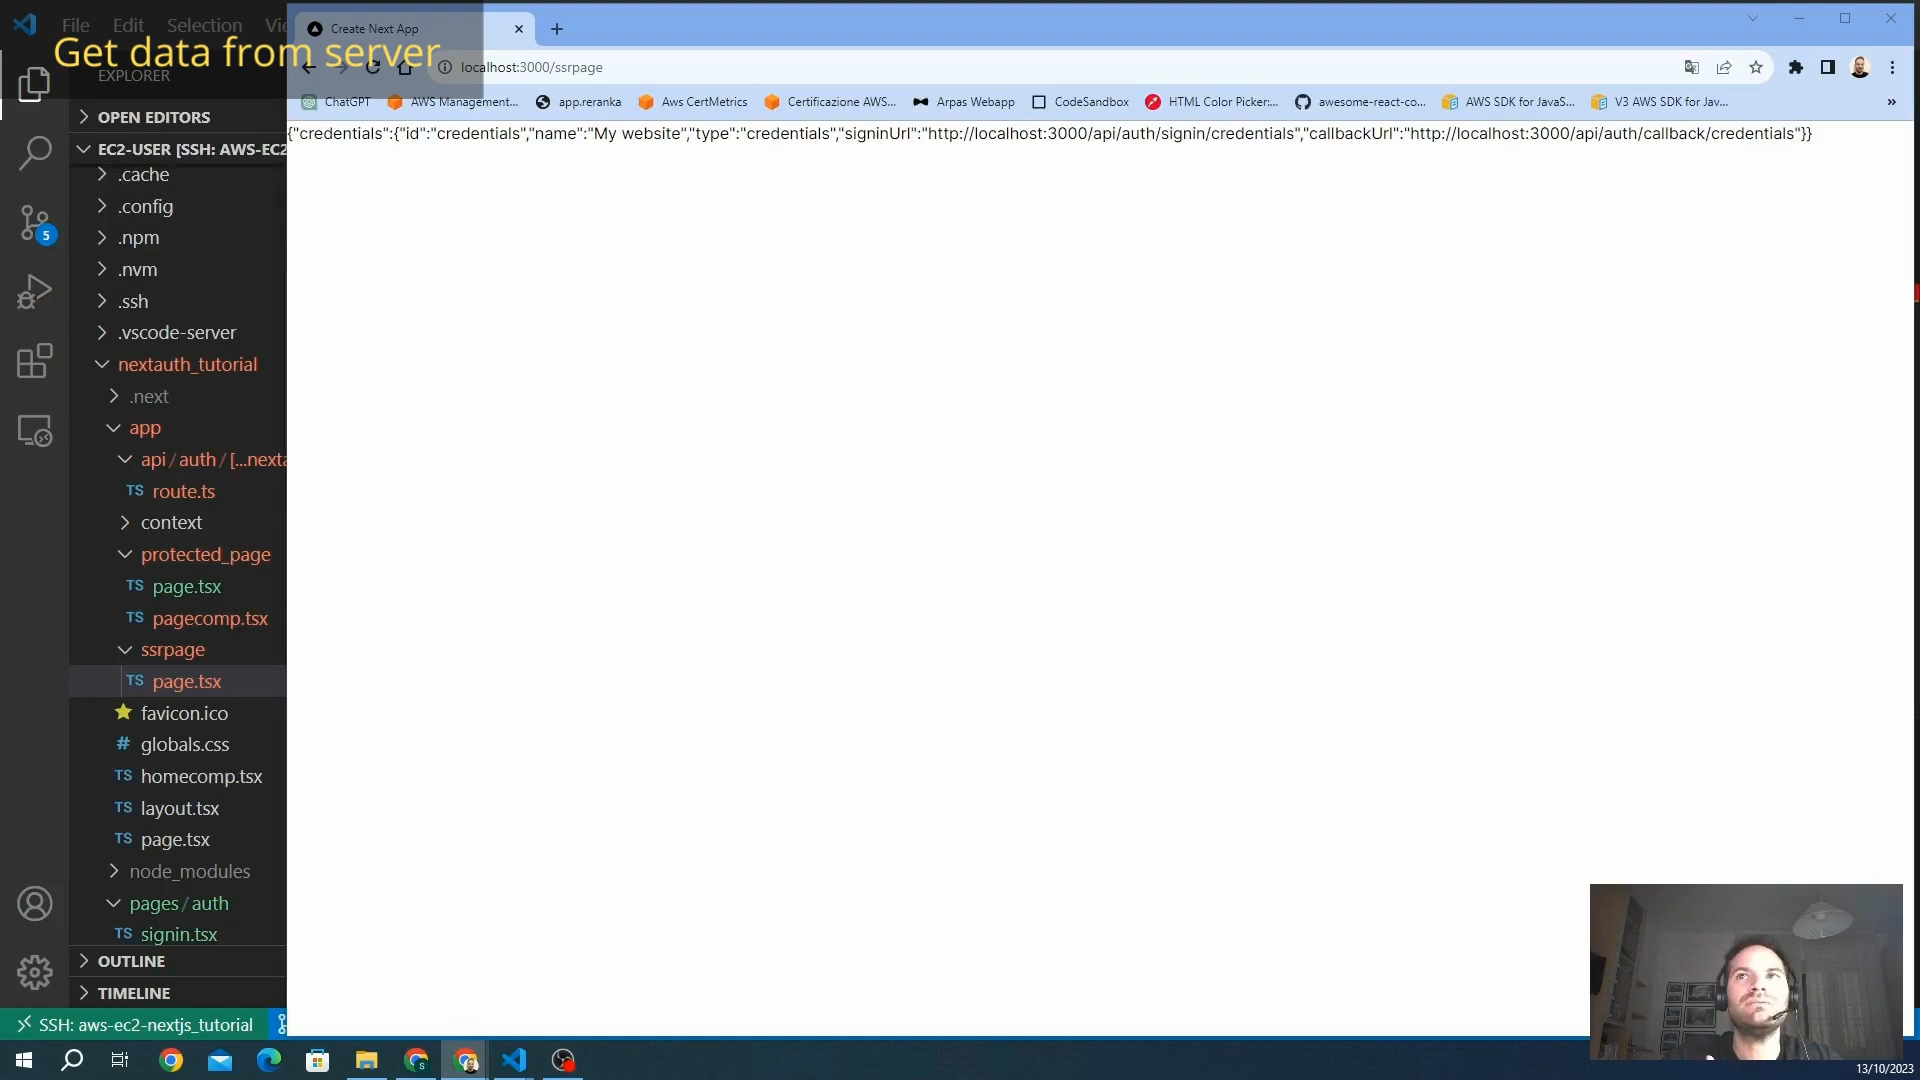 File Edit Selection
Get data from server
EXPLORER
OPEN EDITORS
EC2-USER [SSH: AWS-EC2
.cache
.config
.npm
.nvm
.ssh
.vscode-server
nextauth_tutorial
.next
app
api / auth / [...nexta
TS route.ts
context
protected_page
TS page.tsx
TS pagecomp.tsx
ssrpage
TS page.tsx
favicon.ico
# globals.css
TS homecomp.tsx
TS layout.tsx
TS page.tsx
node_modules
pages / auth
TS signin.tsx
OUTLINE
TIMELINE
5
SSH: aws-ec2-nextjs_tutorial
Create Next App
localhost:3000/ssrpage
ChatGPT AWS Management... app.reranka Aws CertMetrics Certificazione AWS... Arpas Webapp CodeSandbox HTML Color Picker:... awesome-react-co... AWS SDK for JavaS... V3 AWS SDK for Jav... »
{"credentials":{"id":"credentials","name":"My website","type":"credentials","signinUrl":"http://localhost:3000/api/auth/signin/credentials","callbackUrl":"http://localhost:3000/api/auth/callback/credentials"}}
13/10/2023